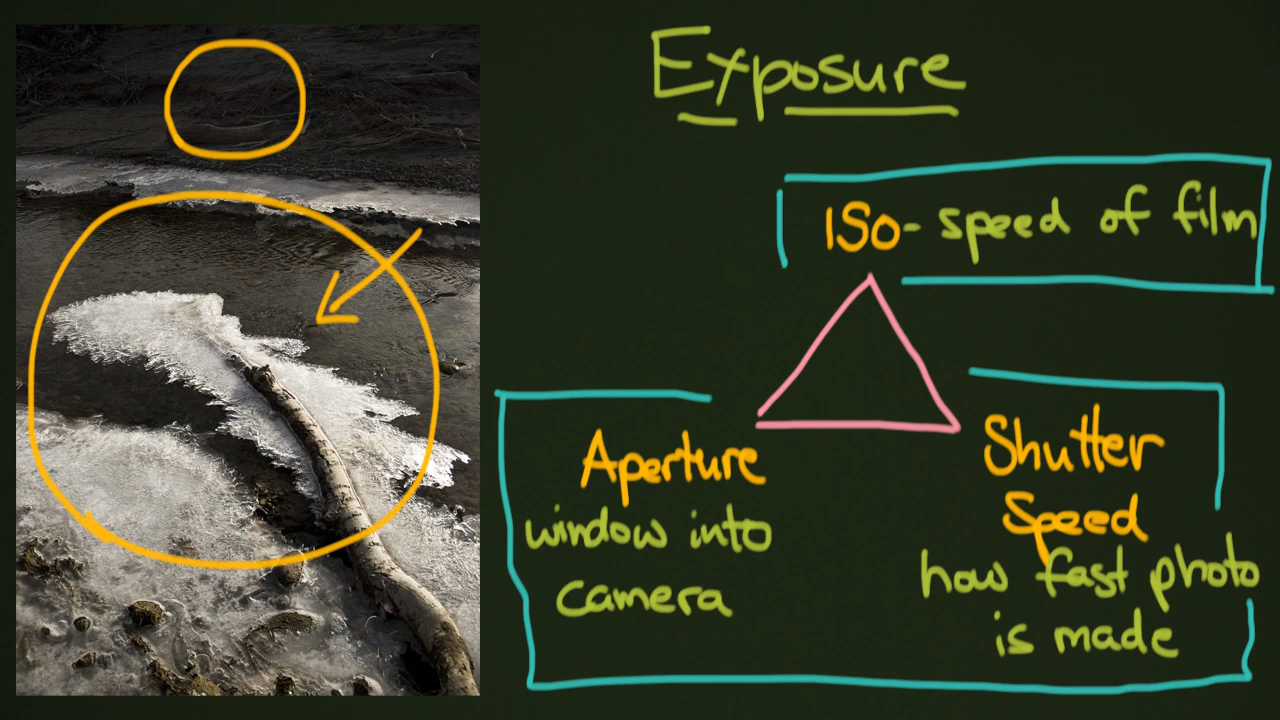 Exposure
ISO - speed of film
Aperture
window into
camera
Shutter
Speed
how fast photo
is made